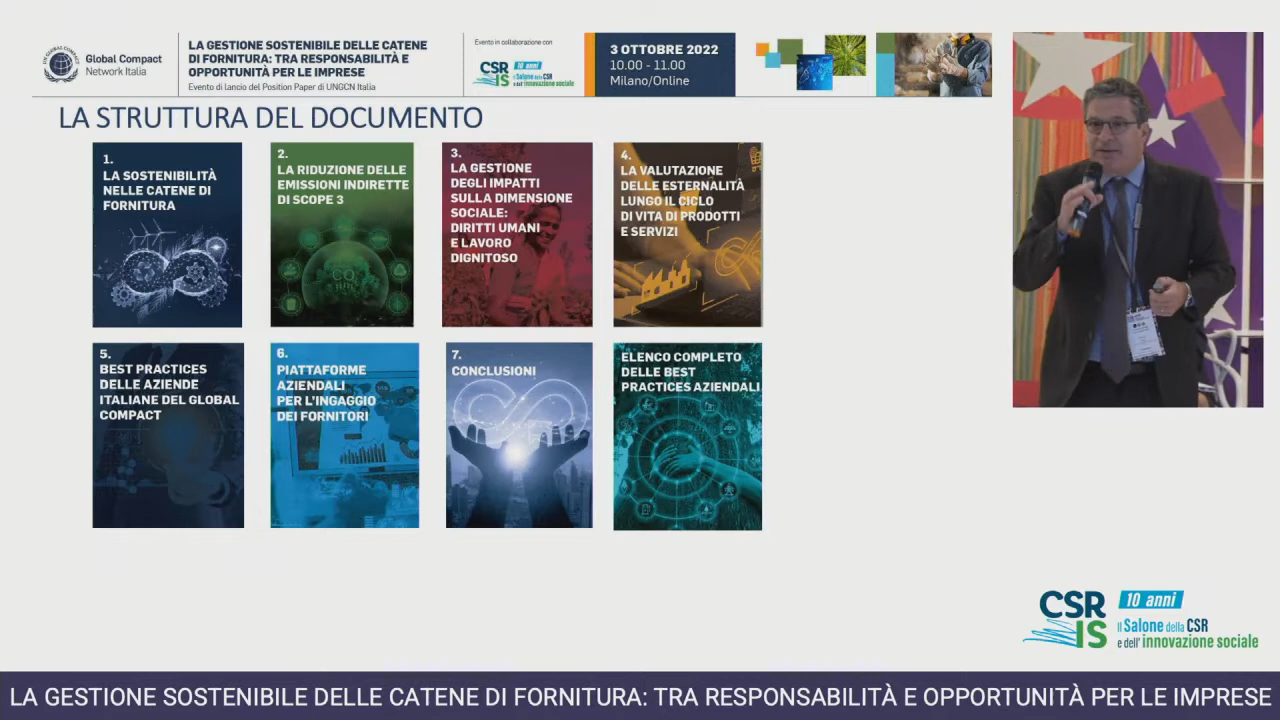 Global Compact
Network Italia
LA GESTIONE SOSTENIBILE DELLE CATENE
DI FORNITURA: TRA RESPONSABILITÀ E
OPPORTUNITÀ PER LE IMPRESE
Evento di lancio del Position Paper di UNGCN Italia
Evento in collaborazione con
CSR
IS
10 anni
Il Salone della CSR
e dell'innovazione sociale
3 OTTOBRE 2022
10.00 - 11.00
Milano/Online
LA STRUTTURA DEL DOCUMENTO
1.
LA SOSTENIBILITÀ
NELLE CATENE DI
FORNITURA
2.
LA RIDUZIONE DELLE
EMISSIONI INDIRETTE
DI SCOPE 3
3.
LA GESTIONE
DEGLI IMPATTI
SULLA DIMENSIONE
SOCIALE:
DIRITTI UMANI
E LAVORO
DIGNITOSO
4.
LA VALUTAZIONE
DELLE ESTERNALITÀ
LUNGO IL CICLO
DI VITA DI PRODOTTI
E SERVIZI
5.
BEST PRACTICES
DELLE AZIENDE
ITALIANE DEL GLOBAL
COMPACT
6.
PIATTAFORME
AZIENDALI
PER L'INGAGGIO
DEI FORNITORI
7.
CONCLUSIONI
ELENCO COMPLETO
DELLE BEST
PRACTICES AZIENDALI
CSR
IS
10 anni
Il Salone della CSR
e dell'innovazione sociale
LA GESTIONE SOSTENIBILE DELLE CATENE DI FORNITURA: TRA RESPONSABILITÀ E OPPORTUNITÀ PER LE IMPRESE